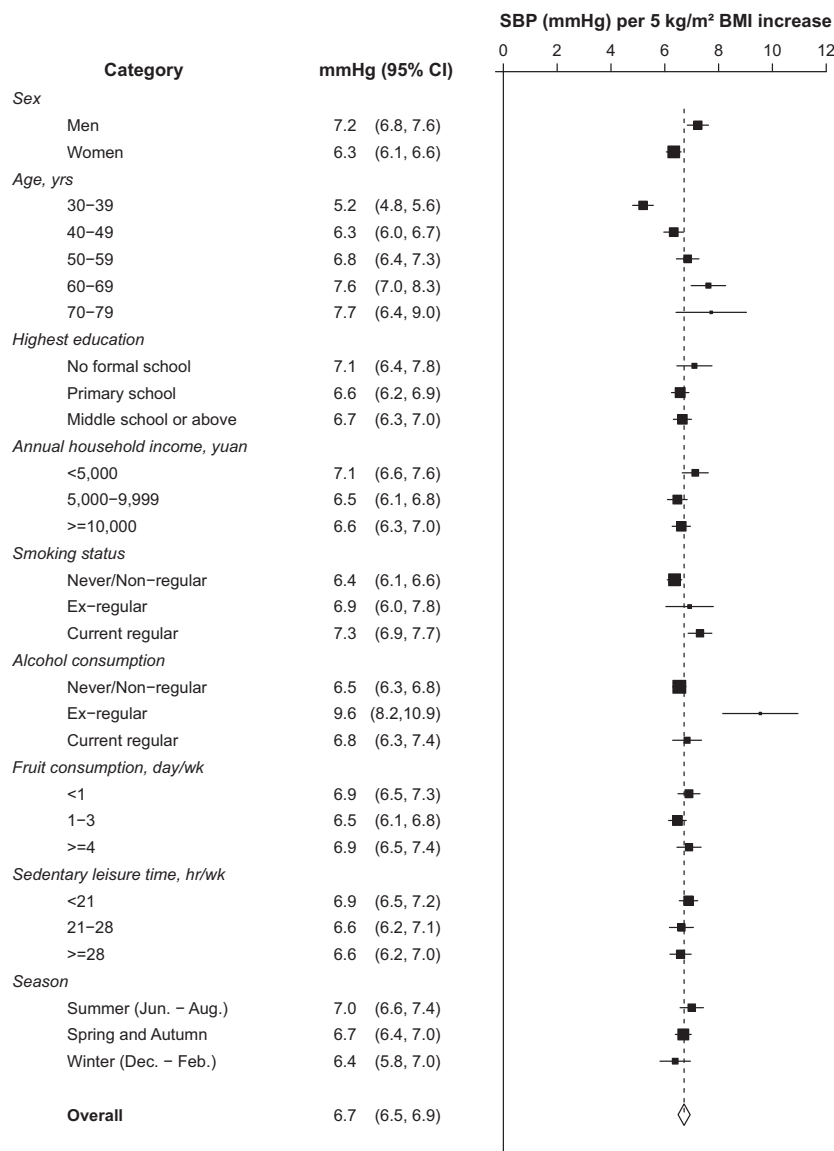 SBP (mmHg) per 5 kg/m² BMI increase
0 2 4 6 8 10 12
Category mmHg (95% CI)
Sex
Men 7.2 (6.8, 7.6)
Women 6.3 (6.1, 6.6)
Age, yrs
30−39 5.2 (4.8, 5.6)
40−49 6.3 (6.0, 6.7)
50−59 6.8 (6.4, 7.3)
60−69 7.6 (7.0, 8.3)
70−79 7.7 (6.4, 9.0)
Highest education
No formal school 7.1 (6.4, 7.8)
Primary school 6.6 (6.2, 6.9)
Middle school or above 6.7 (6.3, 7.0)
Annual household income, yuan
<5,000 7.1 (6.6, 7.6)
5,000−9,999 6.5 (6.1, 6.8)
>=10,000 6.6 (6.3, 7.0)
Smoking status
Never/Non−regular 6.4 (6.1, 6.6)
Ex−regular 6.9 (6.0, 7.8)
Current regular 7.3 (6.9, 7.7)
Alcohol consumption
Never/Non−regular 6.5 (6.3, 6.8)
Ex−regular 9.6 (8.2,10.9)
Current regular 6.8 (6.3, 7.4)
Fruit consumption, day/wk
<1 6.9 (6.5, 7.3)
1−3 6.5 (6.1, 6.8)
>=4 6.9 (6.5, 7.4)
Sedentary leisure time, hr/wk
<21 6.9 (6.5, 7.2)
21−28 6.6 (6.2, 7.1)
>=28 6.6 (6.2, 7.0)
Season
Summer (Jun. − Aug.) 7.0 (6.6, 7.4)
Spring and Autumn 6.7 (6.4, 7.0)
Winter (Dec. − Feb.) 6.4 (5.8, 7.0)
Overall 6.7 (6.5, 6.9)